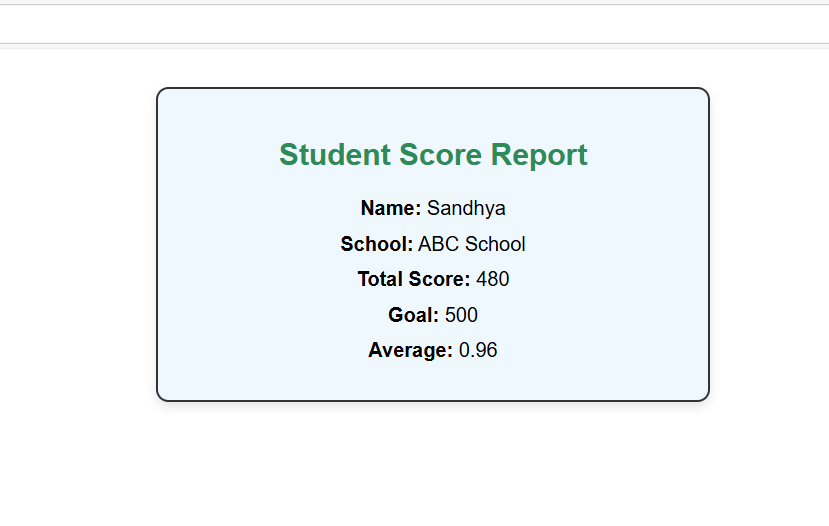 Student Score Report
Name: Sandhya
School: ABC School
Total Score: 480
Goal: 500
Average: 0.96